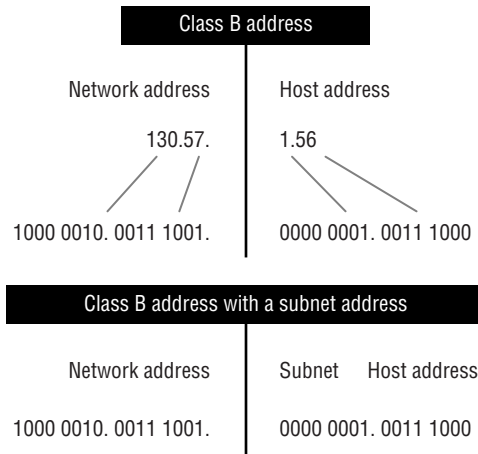 Class B address
Network address Host address
130.57. 1.56
1000 0010. 0011 1001. 0000 0001. 0011 1000
Class B address with a subnet address
Network address Subnet Host address
1000 0010. 0011 1001. 0000 0001. 0011 1000